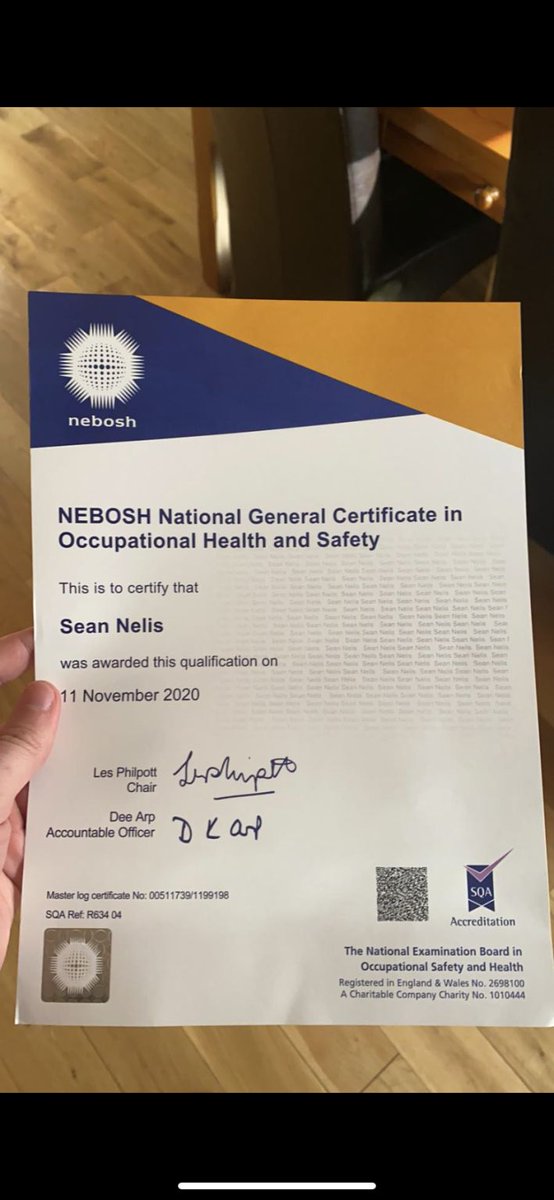 nebosh
NEBOSH National General Certificate in
Occupational Health and Safety
This is to certify that
Sean Nelis
was awarded this qualification on
11 November 2020
Les Philpott
Chair
Dee Arp
Accountable Officer
D K Arp
Master log certificate No: 00511739/1199198
SQA Ref: R634 04
SQA
Accreditation
The National Examination Board in
Occupational Safety and Health
Registered in England & Wales No. 2698100
A Charitable Company Charity No. 1010444